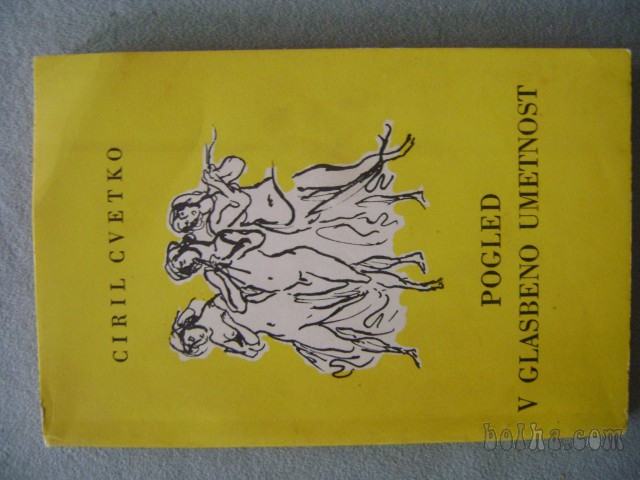 CIRIL CVETKO
POGLED
V GLASBENO UMETNOST
bolha.com